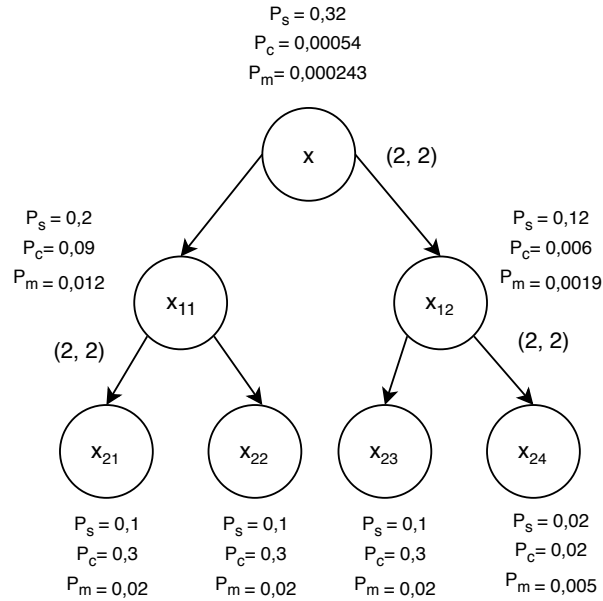 Ps = 0,32
Pc = 0,00054
Pm = 0,000243
x
(2, 2)
Ps = 0,2
Pc= 0,09
Pm = 0,012
Ps = 0,12
Pc= 0,006
Pm = 0,0019
x11
x12
(2, 2)
(2, 2)
x21
x22
x23
x24
Ps = 0,1
Pc= 0,3
Pm = 0,02
Ps = 0,1
Pc= 0,3
Pm = 0,02
Ps = 0,1
Pc= 0,3
Pm = 0,02
Ps = 0,02
Pc= 0,02
Pm = 0,005